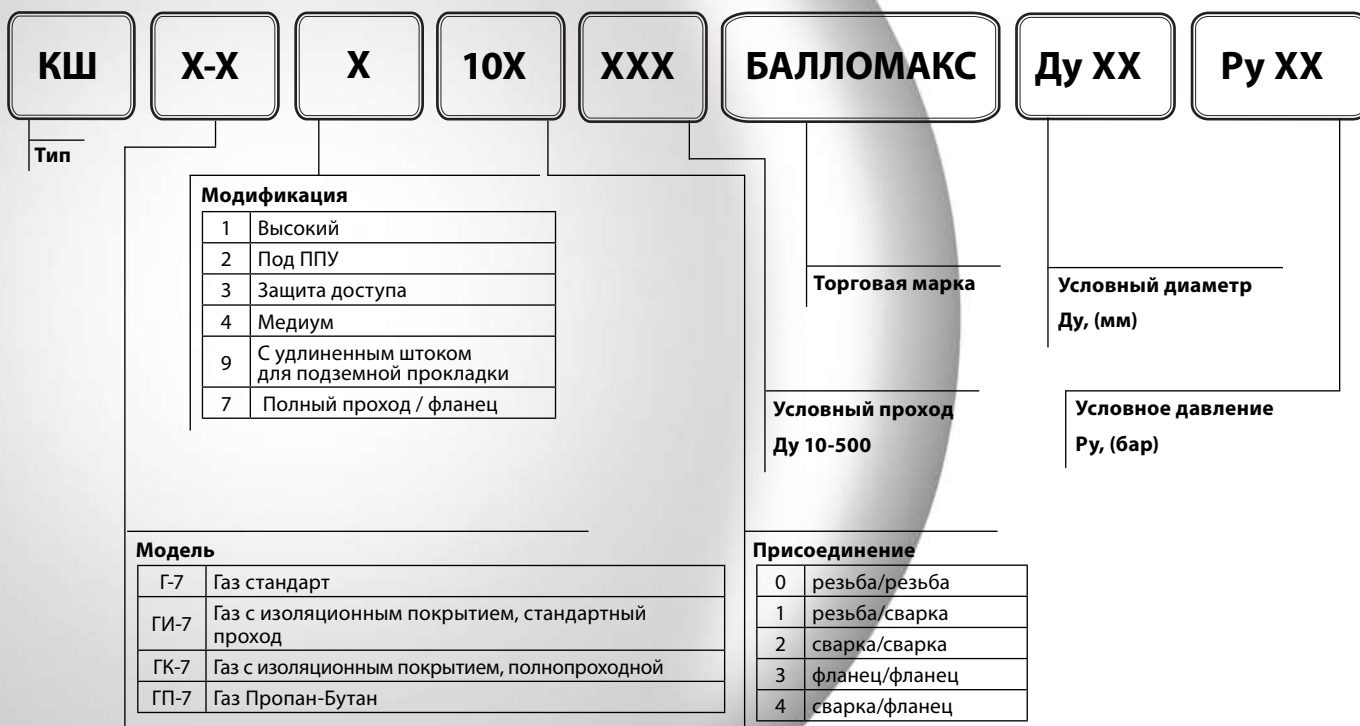 КШ Х-Х Х 10Х ХХХ БАЛЛОМАКС Ду ХХ Ру ХХ
Тип
Модификация
1 Высокий
2 Под ППУ
3 Защита доступа
4 Медиум
9 С удлиненным штоком
для подземной прокладки
7 Полный проход / фланец
Торговая марка
Условный диаметр
Ду, (мм)
Условный проход
Ду 10-500
Условное давление
Ру, (бар)
Модель
Г-7 Газ стандарт
ГИ-7 Газ с изоляционным покрытием, стандартный
проход
ГК-7 Газ с изоляционным покрытием, полнопроходной
ГП-7 Газ Пропан-Бутан
Присоединение
0 резьба/резьба
1 резьба/сварка
2 сварка/сварка
3 фланец/фланец
4 сварка/фланец